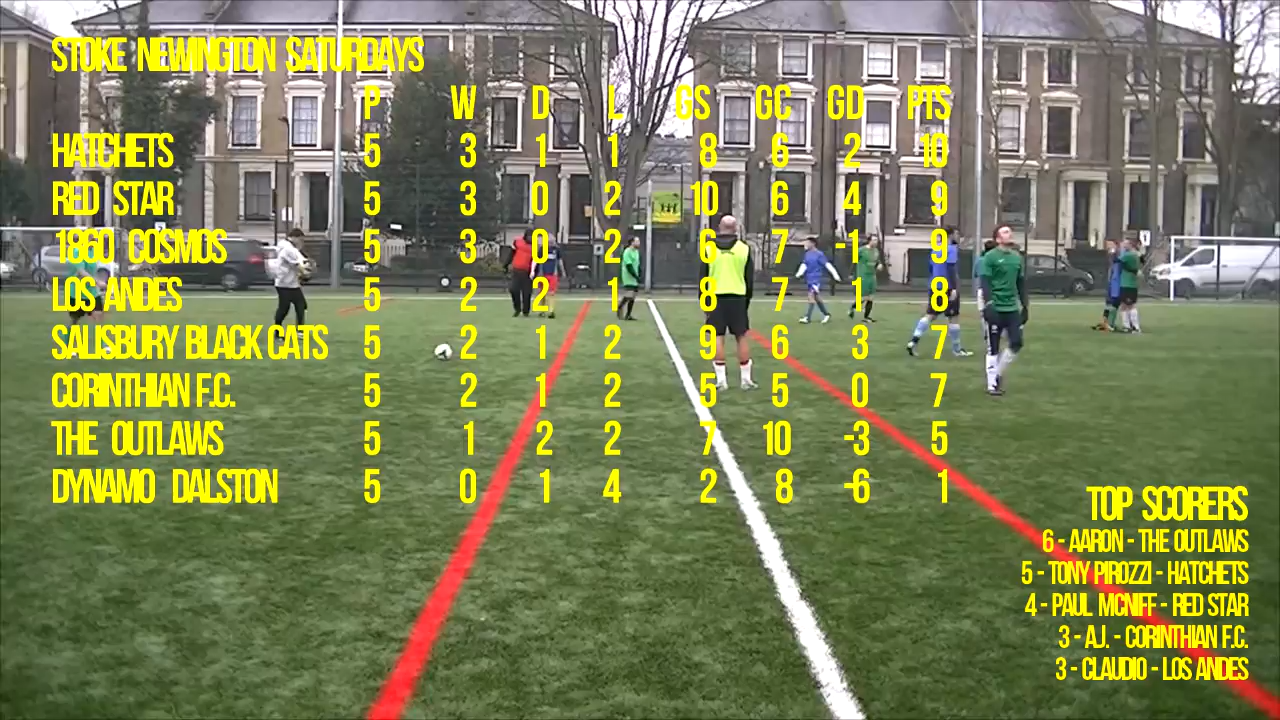 STOKE NEWINGTON SATURDAYS
P W D L GS GC GD PTS
HATCHETS 5 3 1 1 8 6 2 10
RED STAR 5 3 0 2 10 6 4 9
1860 COSMOS 5 3 0 2 6 7 -1 9
LOS ANDES 5 2 2 1 8 7 1 8
SALISBURY BLACK CATS 5 2 1 2 9 6 3 7
CORINTHIAN F.C. 5 2 1 2 5 5 0 7
THE OUTLAWS 5 1 2 2 7 10 -3 5
DYNAMO DALSTON 5 0 1 4 2 8 -6 1
TOP SCORERS
6 - AARON - THE OUTLAWS
5 - TONY PIROZZI - HATCHETS
4 - PAUL MCNIFF - RED STAR
3 - A.J. - CORINTHIAN F.C.
3 - CLAUDIO - LOS ANDES